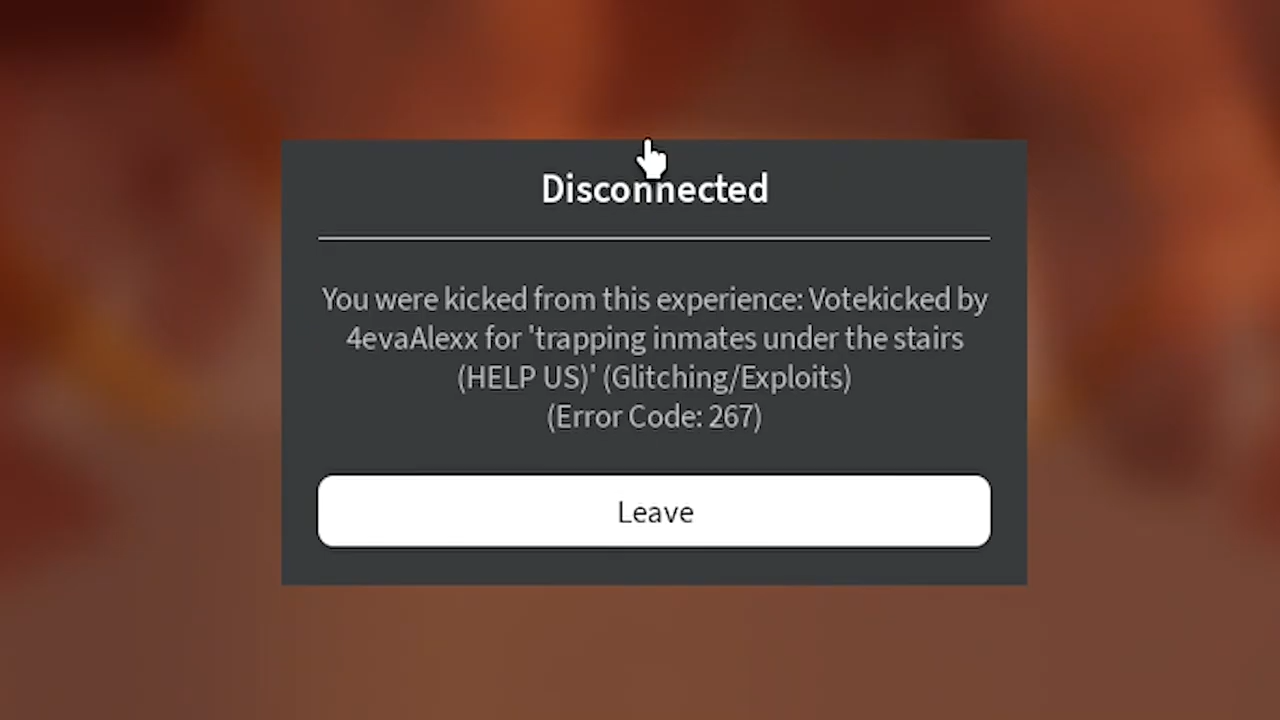 Disconnected
You were kicked from this experience: Votekicked by
4evaAlexx for 'trapping inmates under the stairs
(HELP US)' (Glitching/Exploits)
(Error Code: 267)
Leave